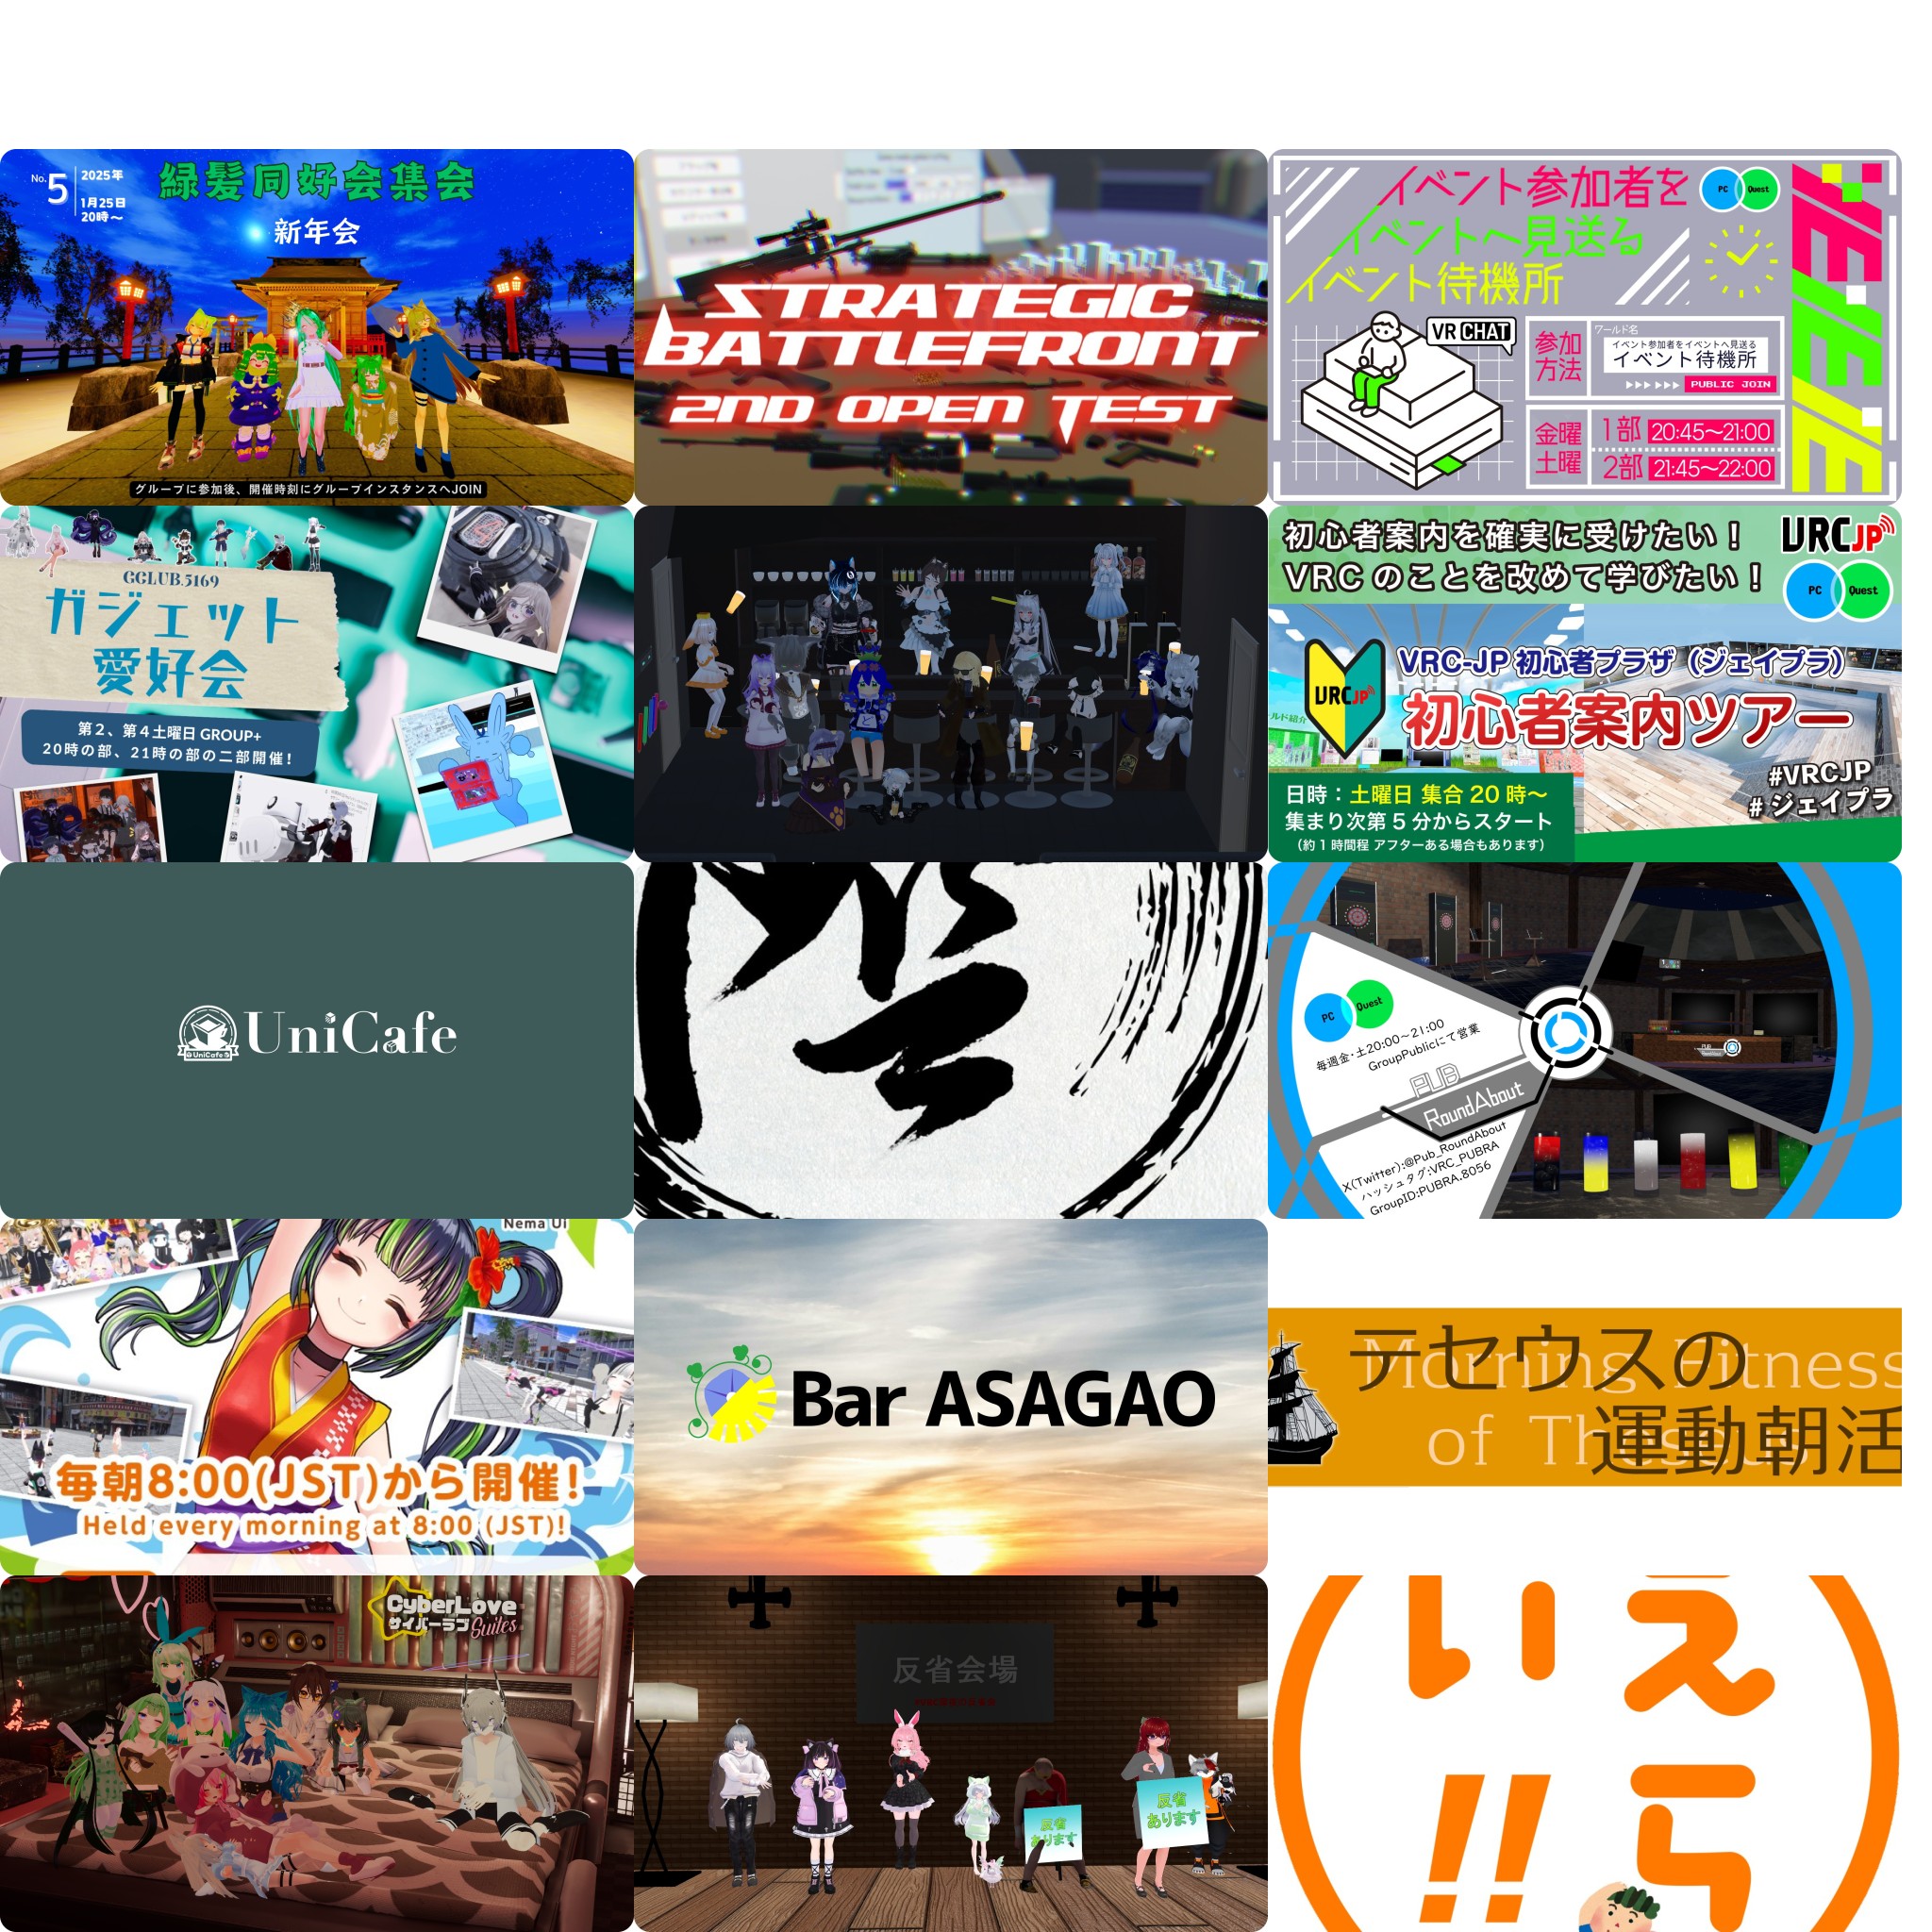 No.5
2025年
1月25日
20時～
緑髪同好会集会
新年会
グループに参加後、開催時刻にグループインスタンスへJOIN
STRATEGIC
BATTLEFRONT
2ND OPEN TEST
イベント参加者を
イベントへ見送る
イベント待機所
PC Quest
VRCHAT
参加
方法
ワールド名
イベント参加者をイベントへ見送る
イベント待機所
PUBLIC JOIN
金曜
土曜
1部 20:45～21:00
2部 21:45～22:00
GCLUB.5169
ガジェット
愛好会
第２、第４土曜日 GROUP+
20時の部、21時の部の二部開催！
初心者案内を確実に受けたい！
VRC のことを改めて学びたい！
VRCJP
PC Quest
VRCJP
VRC-JP 初心者プラザ（ジェイプラ）
初心者案内ツアー
#VRCJP
#ジェイプラ
日時：土曜日 集合 20 時～
集まり次第 5 分からスタート
（約 1 時間程 アフターある場合もあります）
UniCafe
UniCafe
PC Quest
毎週金・土20:00～21:00
GroupPublicにて営業
PUB
RoundAbout
X(Twitter):@Pub_RoundAbout
ハッシュタグ:VRC_PUBRA
GroupID:PUBRA.8056
Nema Ui
毎朝8:00(JST)から開催！
Held every morning at 8:00 (JST)!
Bar ASAGAO
テセウスの
Morning Fitness
of
運動朝活
CyberLove
サイバーラブ Suites
反省会場
反省
あります
反省
あります
えら
い!!